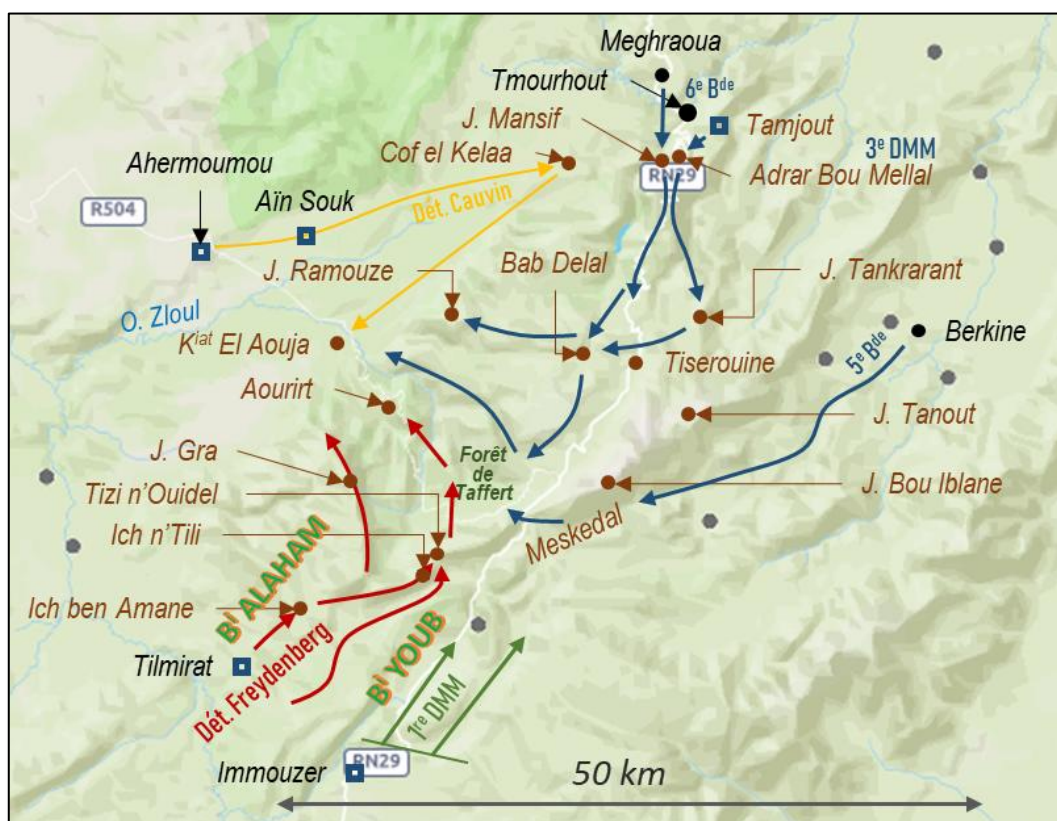 Meghraoua
Tmourhout
6e Bde
J. Mansif
Tamjout
Cof el Kelaa
3e DMM
RN29
Adrar Bou Mellal
Ahermoumou
R504
Aïn Souk
Dét. Cauvin
J. Ramouze
Bab Delal
J. Tankrarant
O. Zloul
Kiat El Aouja
Berkine
5e Bde
Tiserouine
Aourirt
J. Tanout
J. Gra
Forêt
de
Taffert
Tizi n'Ouidel
J. Bou Iblane
Ich n'Tili
Meskedal
Bi ALAHAM
Ich ben Amane
Tilmirat
Dét. Freydenberg
Bi YOUB
1re DMM
Immouzer
RN29
50 km